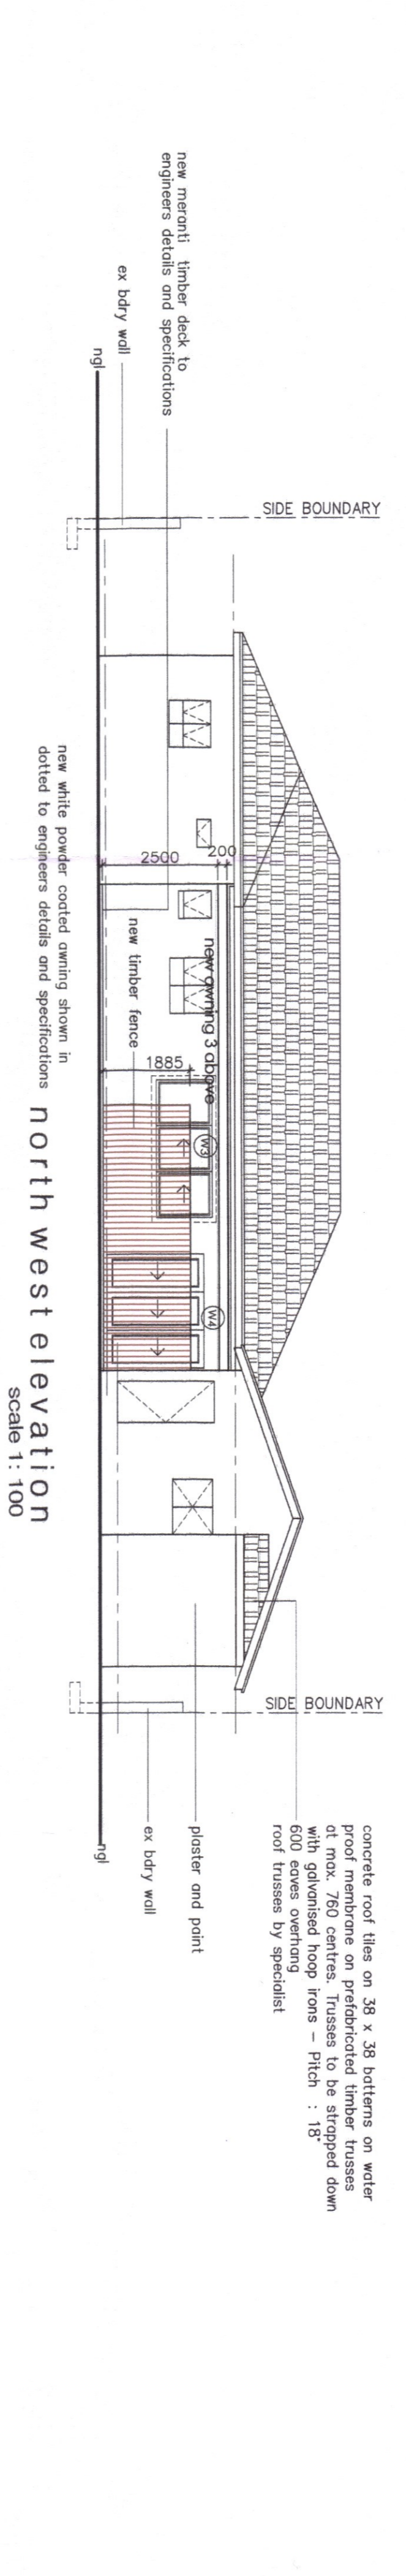 new meranti timber deck to
engineers details and specifications
ex bdry wall
ngl
SIDE BOUNDARY
2500
200
new awning 3 above
new timber fence
1885
W3
W4
SIDE BOUNDARY
concrete roof tiles on 38 x 38 battens on water
proof membrane on prefabricated timber trusses
at max. 760 centres. Trusses to be strapped down
with galvanised hoop irons – Pitch : 18°
600 eaves overhang
roof trusses by specialist
plaster and paint
ex bdry wall
ngl
new white powder coated awning shown in
dotted to engineers details and specifications
north west elevation
scale 1: 100